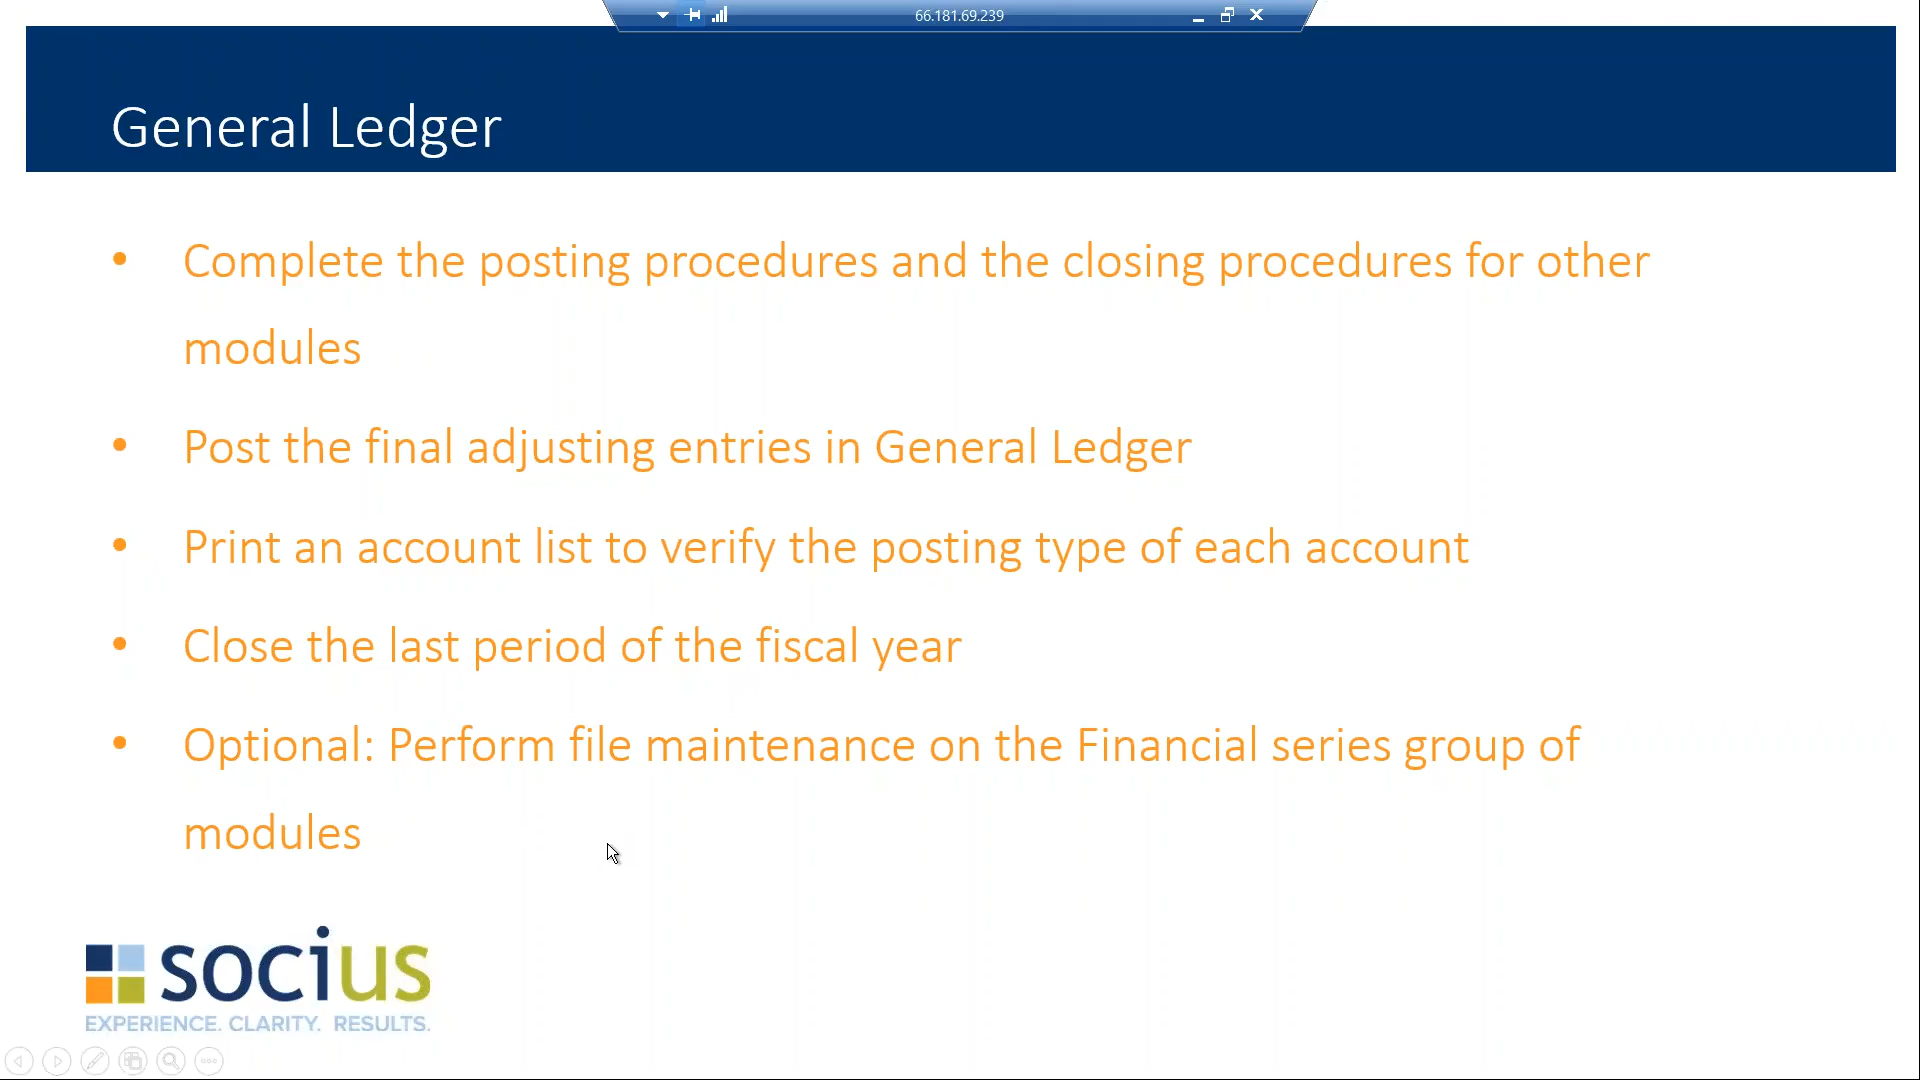 66.181.69.239
General Ledger
• Complete the posting procedures and the closing procedures for other
modules
• Post the final adjusting entries in General Ledger
• Print an account list to verify the posting type of each account
• Close the last period of the fiscal year
• Optional: Perform file maintenance on the Financial series group of
modules
socius
EXPERIENCE. CLARITY. RESULTS.